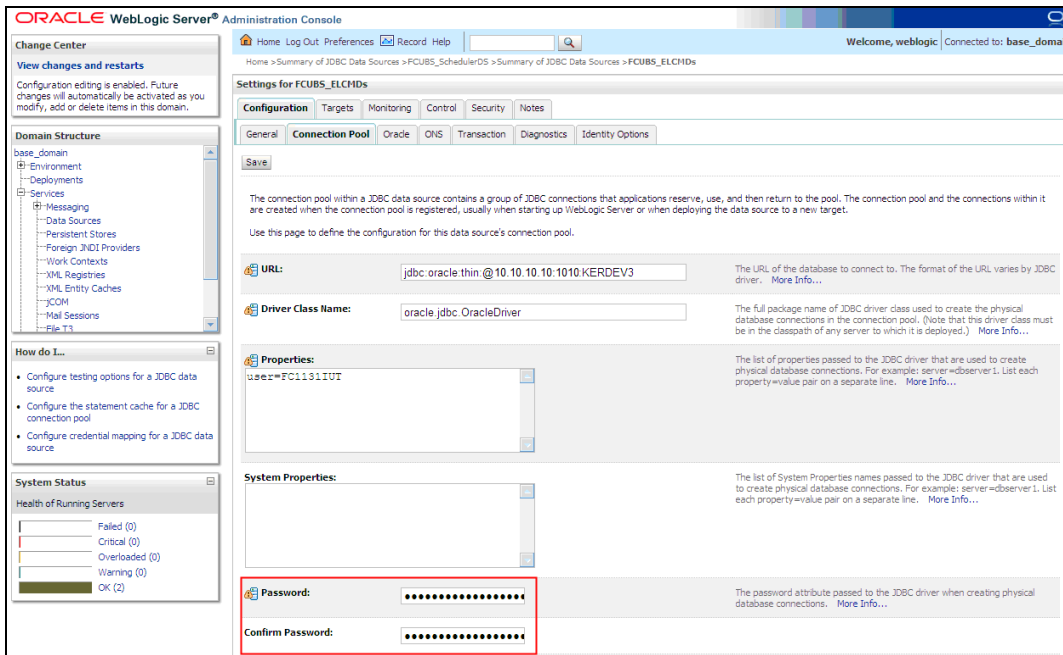 ORACLE WebLogic Server® Administration Console
Change Center
View changes and restarts
Configuration editing is enabled. Future
changes will automatically be activated as you
modify, add or delete items in this domain.
Domain Structure
base_domain
Environment
Deployments
Services
Messaging
Data Sources
Persistent Stores
Foreign JNDI Providers
Work Contexts
XML Registries
XML Entity Caches
jCOM
Mail Sessions
File T3
How do I...
Configure testing options for a JDBC data
source
Configure the statement cache for a JDBC
connection pool
Configure credential mapping for a JDBC data
source
System Status
Health of Running Servers
Failed (0)
Critical (0)
Overloaded (0)
Warning (0)
OK (2)
Home Log Out Preferences Record Help
Welcome, weblogic Connected to: base_doma
Home >Summary of JDBC Data Sources >FCUBS_SchedulerDS >Summary of JDBC Data Sources >FCUBS_ELCMDs
Settings for FCUBS_ELCMDs
Configuration Targets Monitoring Control Security Notes
General Connection Pool Oracle ONS Transaction Diagnostics Identity Options
Save
The connection pool within a JDBC data source contains a group of JDBC connections that applications reserve, use, and then return to the pool. The connection pool and the connections within it
are created when the connection pool is registered, usually when starting up WebLogic Server or when deploying the data source to a new target.
Use this page to define the configuration for this data source's connection pool.
URL: jdbc:oracle:thin:@10.10.10.10:1010:KERDEV3
The URL of the database to connect to. The format of the URL varies by JDBC
driver. More Info...
Driver Class Name: oracle.jdbc.OracleDriver
The full package name of JDBC driver class used to create the physical
database connections in the connection pool. (Note that this driver class must
be in the classpath of any server to which it is deployed.) More Info...
Properties:
user=FC1131IUT
The list of properties passed to the JDBC driver that are used to create
physical database connections. For example: server=dbserver1. List each
property=value pair on a separate line. More Info...
System Properties:
The list of System Properties names passed to the JDBC driver that are used
to create physical database connections. For example: server=dbserver1. List
each property=value pair on a separate line. More Info...
Password: ••••••••••••••••••
The password attribute passed to the JDBC driver when creating physical
database connections. More Info...
Confirm Password: ••••••••••••••••••